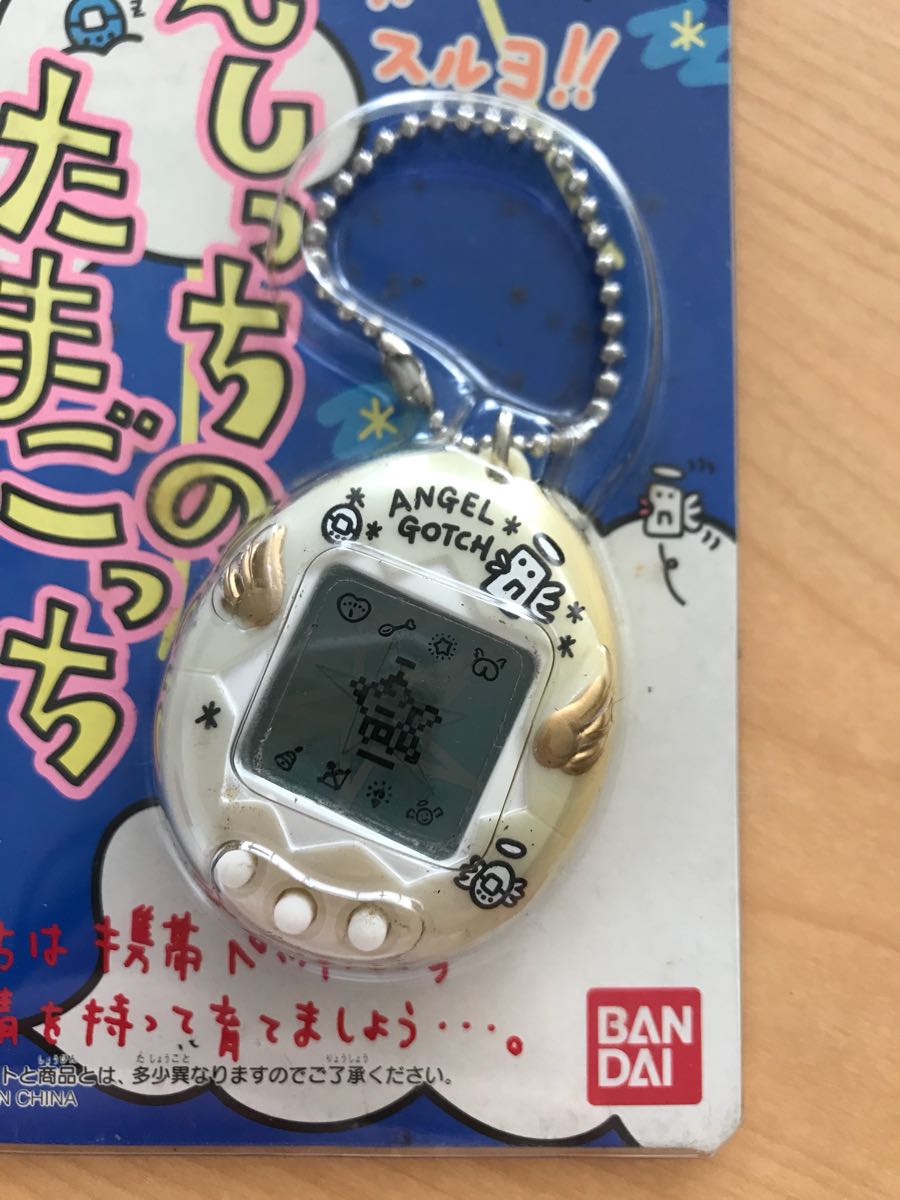 スルヨ!!
んしっちの
たまごっち
ANGEL
GOTCH
ちは 携帯ペ
情を持って育てましょう・・・。
トと商品とは、多少異なりますのでご了承ください。
N CHINA
BAN
DAI